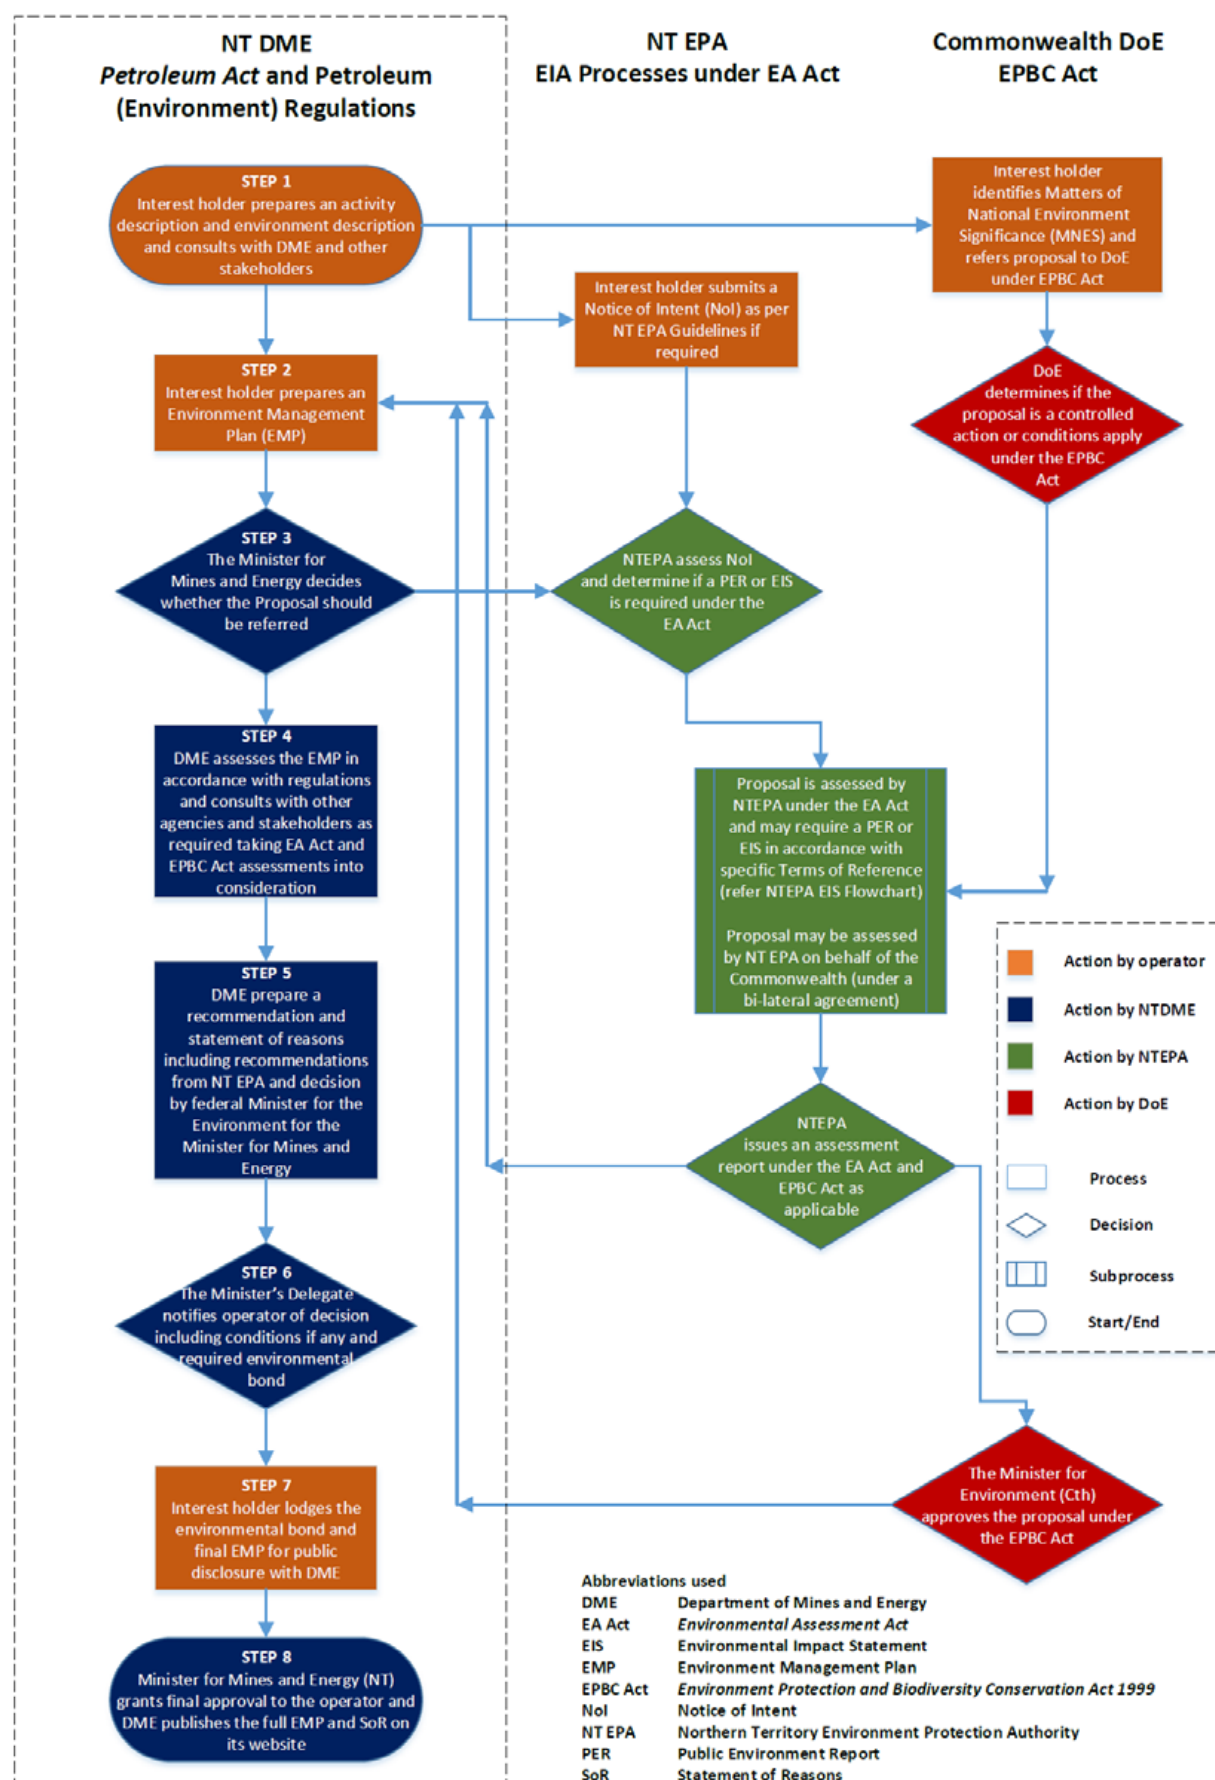 NT DME
Petroleum Act and Petroleum
(Environment) Regulations
NT EPA
EIA Processes under EA Act
Commonwealth DoE
EPBC Act
STEP 1
Interest holder prepares an activity
description and environment description
and consults with DME and other
stakeholders
Interest holder
identifies Matters of
National Environment
Significance (MNES) and
refers proposal to DoE
under EPBC Act
Interest holder submits a
Notice of Intent (NoI) as per
NT EPA Guidelines if
required
STEP 2
Interest holder prepares an
Environment Management
Plan (EMP)
DoE
determines if the
proposal is a controlled
action or conditions apply
under the EPBC
Act
STEP 3
The Minister for
Mines and Energy decides
whether the Proposal should
be referred
NTEPA assess NoI
and determine if a PER or EIS
is required under the
EA Act
STEP 4
DME assesses the EMP in
accordance with regulations
and consults with other
agencies and stakeholders as
required taking EA Act and
EPBC Act assessments into
consideration
Proposal is assessed by
NTEPA under the EA Act
and may require a PER or
EIS in accordance with
specific Terms of Reference
(refer NTEPA EIS Flowchart)
Proposal may be assessed
by NT EPA on behalf of the
Commonwealth (under a
bi-lateral agreement)
STEP 5
DME prepare a
recommendation and
statement of reasons
including recommendations
from NT EPA and decision
by federal Minister for the
Environment for the
Minister for Mines and
Energy
NTEPA
issues an assessment
report under the EA Act and
EPBC Act as
applicable
Action by operator
Action by NTDME
Action by NTEPA
Action by DoE
Process
Decision
Subprocess
Start/End
STEP 6
The Minister's Delegate
notifies operator of decision
including conditions if any and
required environmental
bond
The Minister for
Environment (Cth)
approves the proposal under
the EPBC Act
STEP 7
Interest holder lodges the
environmental bond and
final EMP for public
disclosure with DME
STEP 8
Minister for Mines and Energy (NT)
grants final approval to the operator and
DME publishes the full EMP and SoR on
its website
Abbreviations used
DME Department of Mines and Energy
EA Act Environmental Assessment Act
EIS Environmental Impact Statement
EMP Environment Management Plan
EPBC Act Environment Protection and Biodiversity Conservation Act 1999
NoI Notice of Intent
NT EPA Northern Territory Environment Protection Authority
PER Public Environment Report
SoR Statement of Reasons